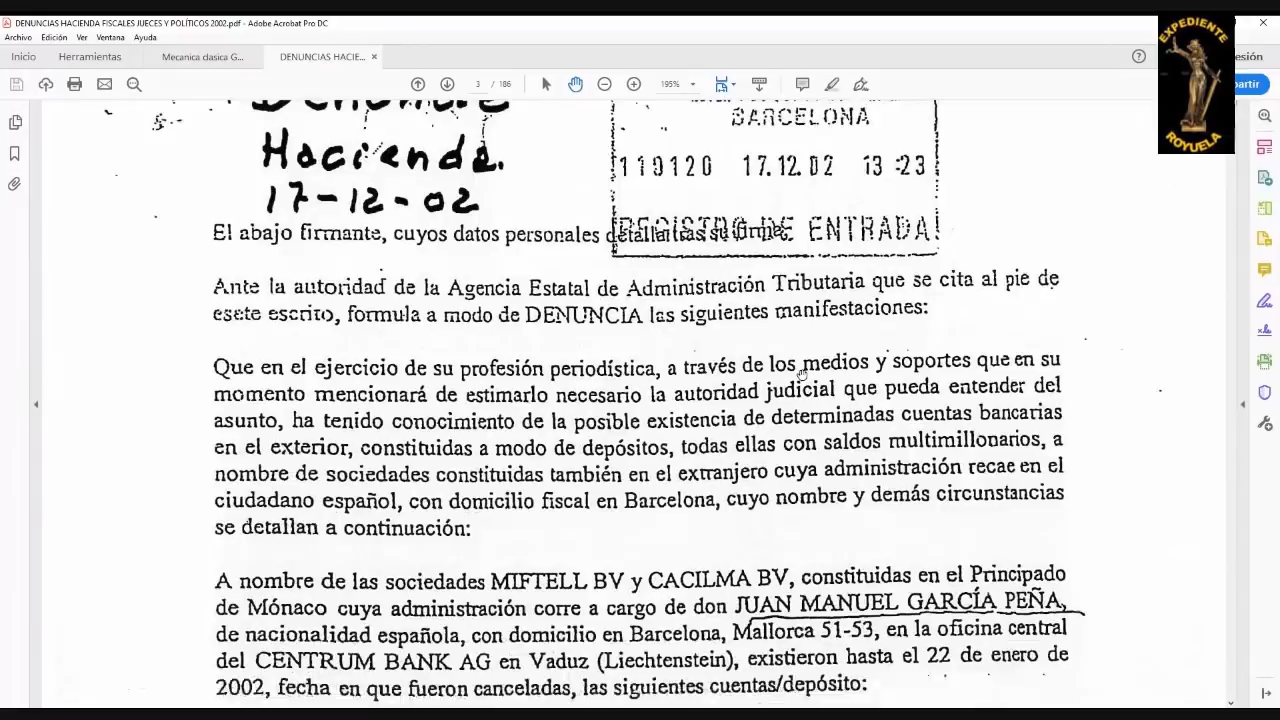 DENUNCIAS HACIENDA FISCALES JUECES Y POLÍTICOS 2002.pdf - Adobe Acrobat Pro DC
Archivo Edición Ver Ventana Ayuda
Inicio Herramientas Mecanica dasica G... DENUNCIAS HACIE... ×
3 / 186 195%
EXPEDIENTE
ROYUELA
Hacienda.
17-12-02
BARCELONA
110120 17.12.02 13:23
REGISTRO DE ENTRADA
El abajo firmante, cuyos datos personales
Ante la autoridad de la Agencia Estatal de Administración Tributaria que se cita al pie de
esete escrito, formula a modo de DENUNCIA las siguientes manifestaciones:
Que en el ejercicio de su profesión periodística, a través de los medios y soportes que en su
momento mencionará de estimarlo necesario la autoridad judicial que pueda entender del
asunto, ha tenido conocimiento de la posible existencia de determinadas cuentas bancarias
en el exterior, constituidas a modo de depósitos, todas ellas con saldos multimillonarios, a
nombre de sociedades constituidas también en el extranjero cuya administración recae en el
ciudadano español, con domicilio fiscal en Barcelona, cuyo nombre y demás circunstancias
se detallan a continuación:
A nombre de las sociedades MIFTELL BV y CACILMA BV, constituidas en el Principado
de Mónaco cuya administración corre a cargo de don JUAN MANUEL GARCÍA PEÑA,
de nacionalidad española, con domicilio en Barcelona, Mallorca 51-53, en la oficina central
del CENTRUM BANK AG en Vaduz (Liechtenstein), existieron hasta el 22 de enero de
2002, fecha en que fueron canceladas, las siguientes cuentas/depósito: